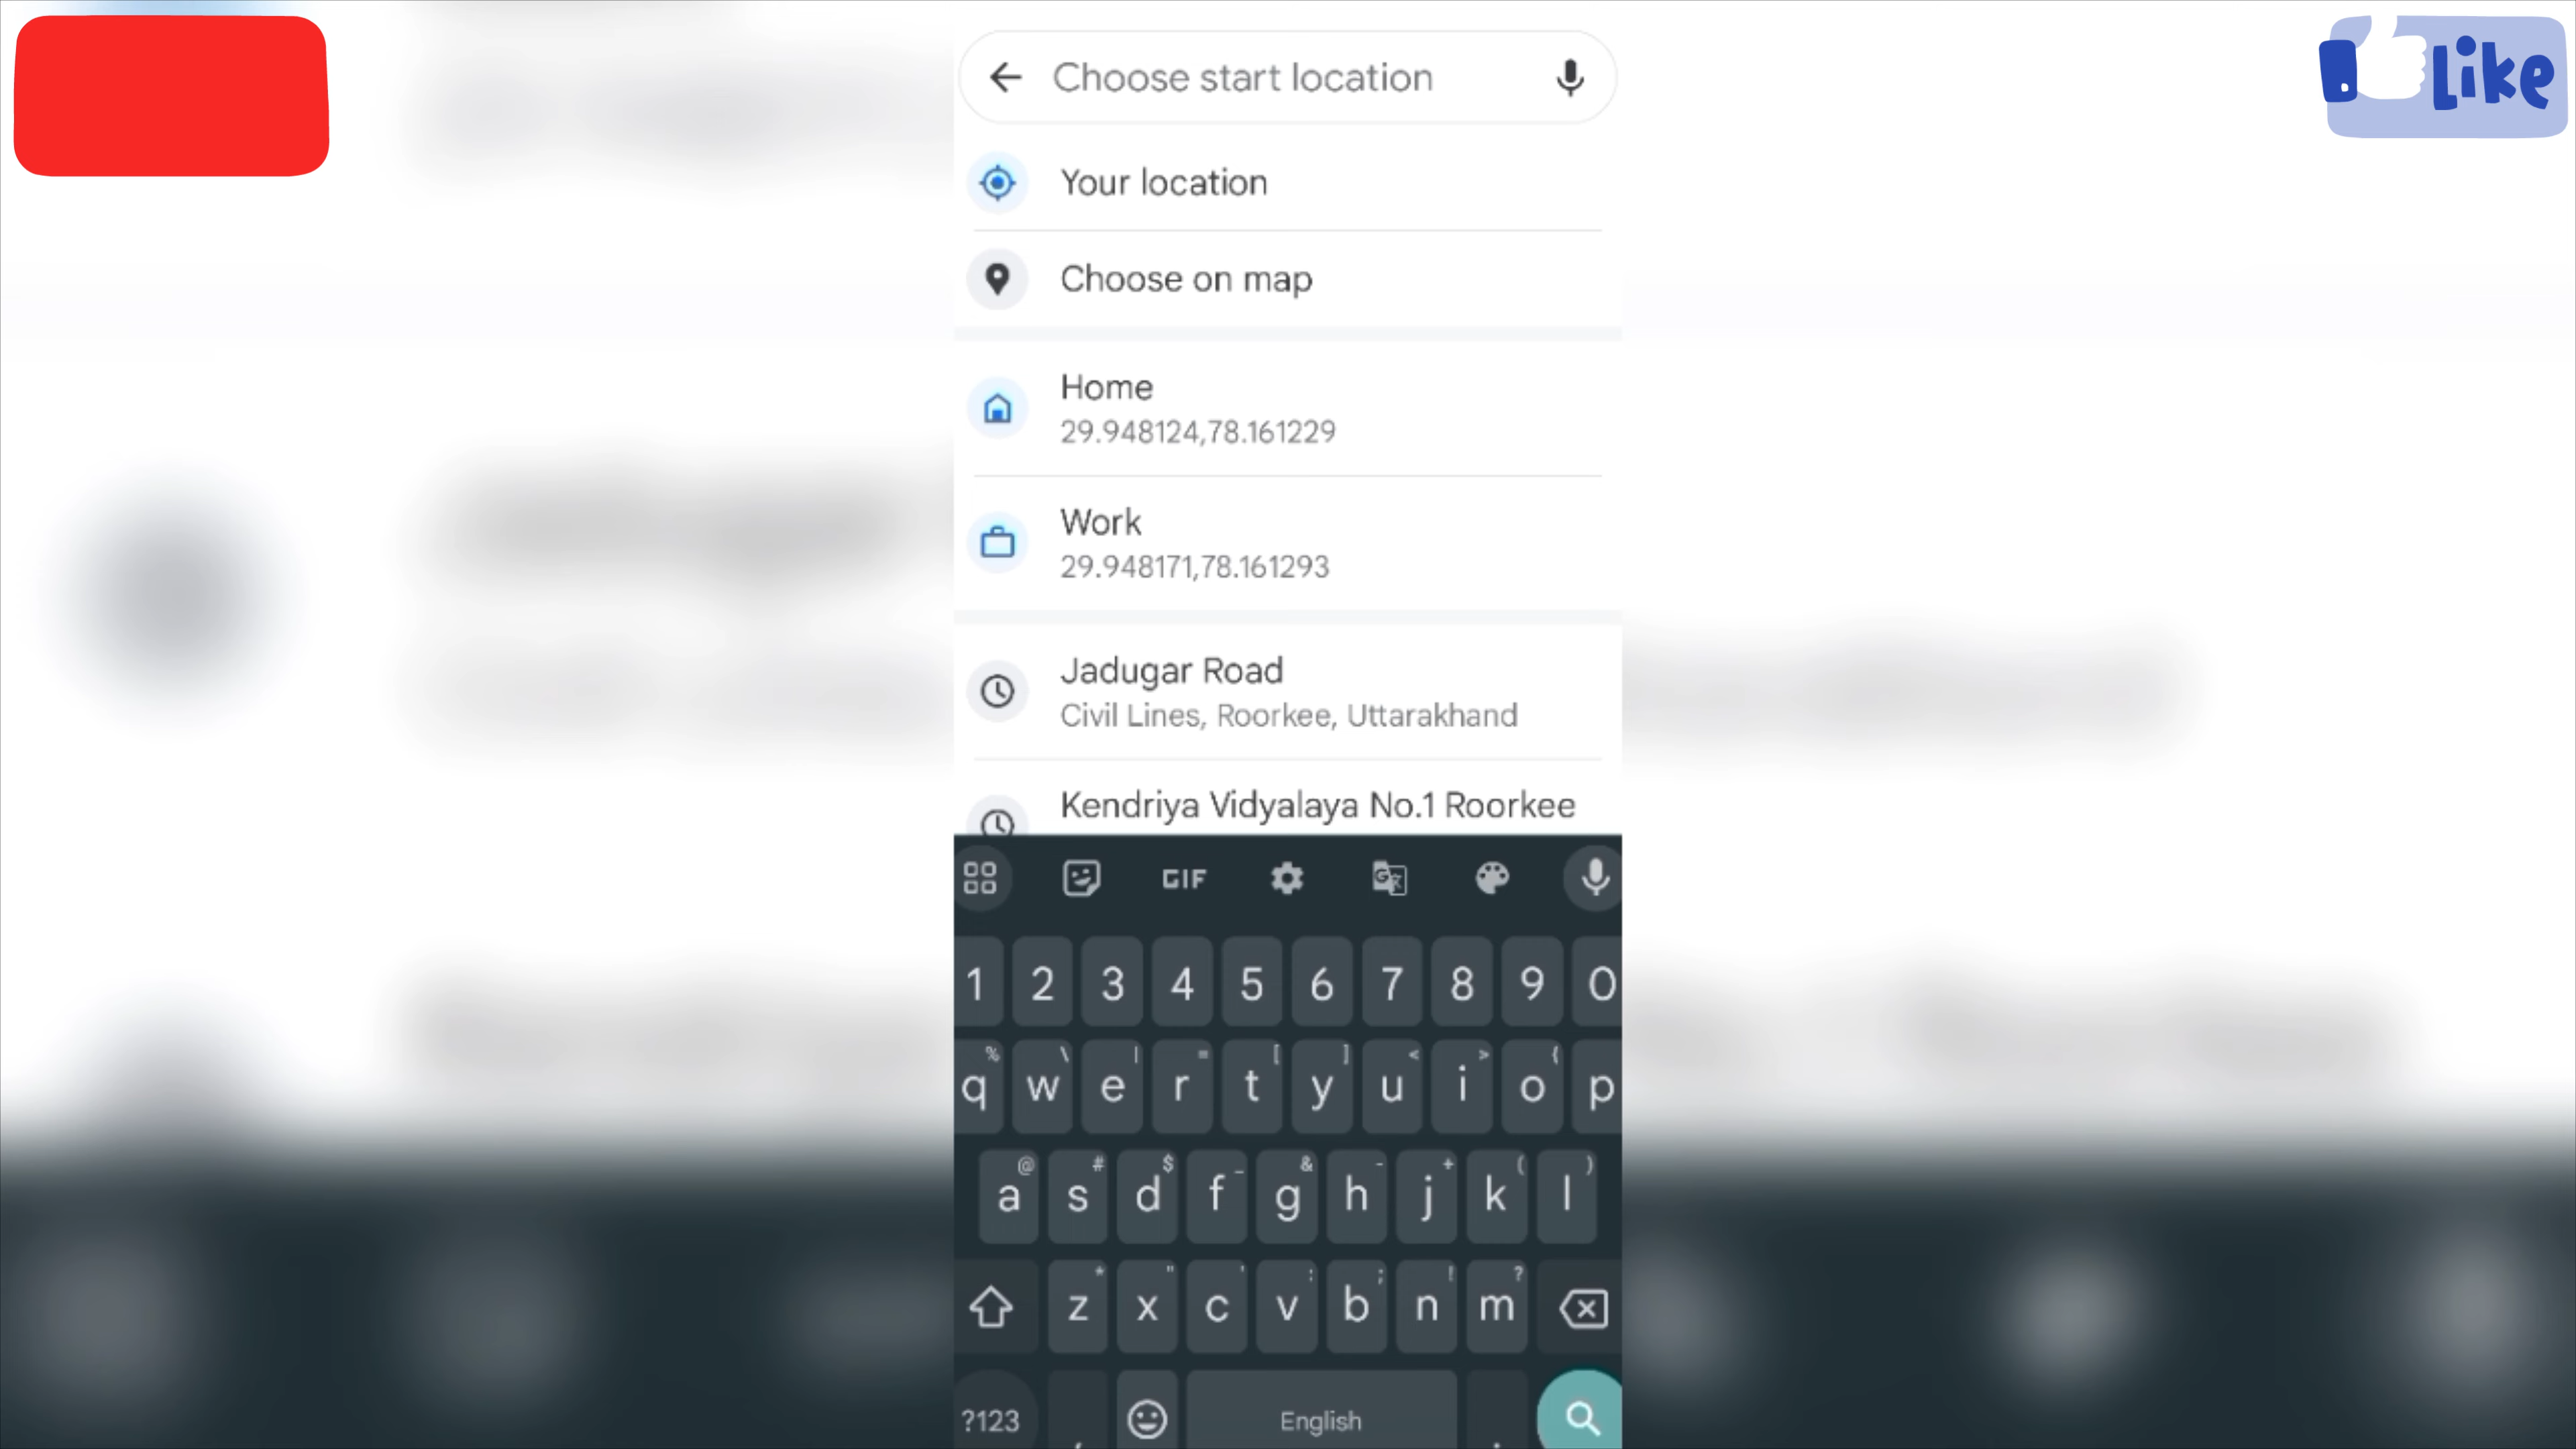 Like
Choose start location
Your location
Choose on map
Home
29.948124,78.161229
Work
29.948171,78.161293
Jadugar Road
Civil Lines, Roorkee, Uttarakhand
Kendriya Vidyalaya No.1 Roorkee
GIF
1 2 3 4 5 6 7 8 9 0
% \ | = [ ] < > {
q w e r t y u i o p
@ # $ _ & - + ( )
a s d f g h j k l
* " ' : ; ! ?
z x c v b n m
?123 , English .